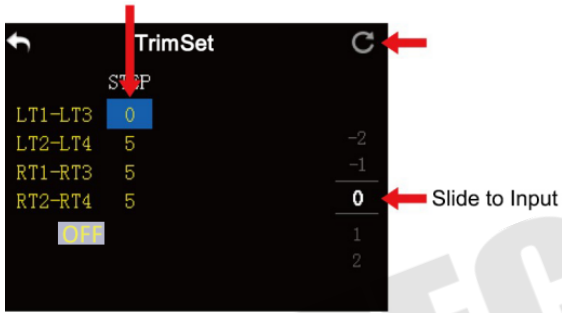 TrimSet
STEP
LT1-LT3 0
LT2-LT4 5
RT1-RT3 5
RT2-RT4 5
OFF
-2
-1
0
1
2
Slide to Input